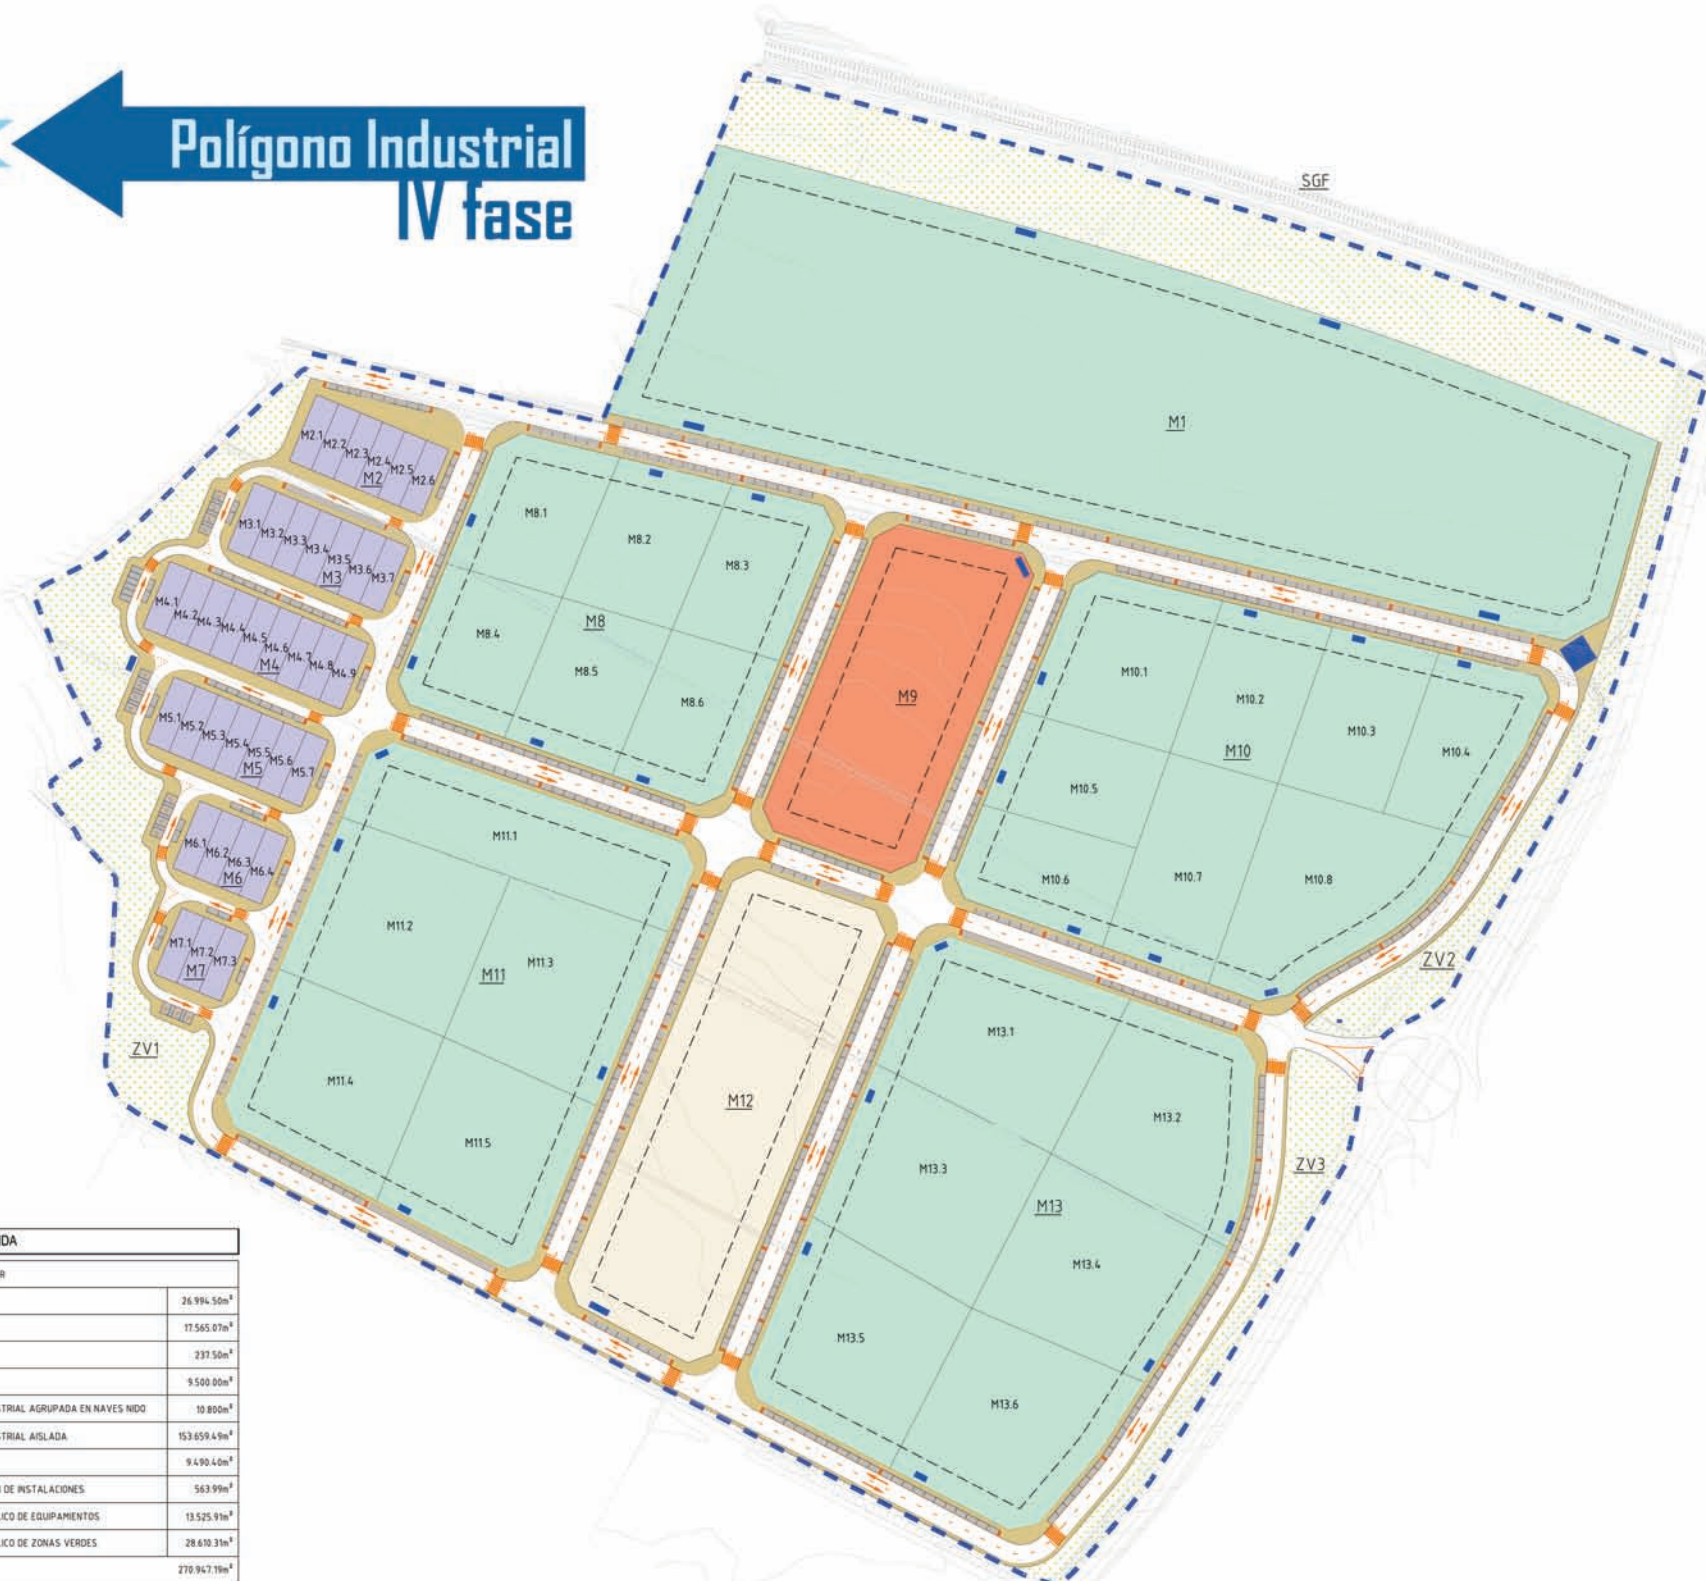 Polígono Industrial
IV fase
SGF
M1
M2.1
M2.2
M2.3
M2.4
M2.5
M2.6
M2
M3.1
M3.2
M3.3
M3.4
M3.5
M3.6
M3.7
M3
M4.1
M4.2
M4.3
M4.4
M4.5
M4.6
M4.7
M4.8
M4.9
M4
M5.1
M5.2
M5.3
M5.4
M5.5
M5.6
M5.7
M5
M6.1
M6.2
M6.3
M6.4
M6
M7.1
M7.2
M7.3
M7
M8.1
M8.2
M8.3
M8
M8.4
M8.5
M8.6
M9
M10.1
M10.2
M10.3
M10.4
M10
M10.5
M10.6
M10.7
M10.8
M11.1
M11.2
M11.3
M11
M11.4
M11.5
M12
M13.1
M13.2
M13.3
M13
M13.4
M13.5
M13.6
ZV1
ZV2
ZV3
NDA
R
26.994.50m²
17.565.07m²
237.50m²
9.500.00m²
STRIAL AGRUPADA EN NAVES NIDO 10.800m²
STRIAL AISLADA 153.659.49m²
9.490.40m²
DE INSTALACIONES 563.99m²
ICO DE EQUIPAMIENTOS 13.525.91m²
ICO DE ZONAS VERDES 28.610.31m²
270.947.19m²